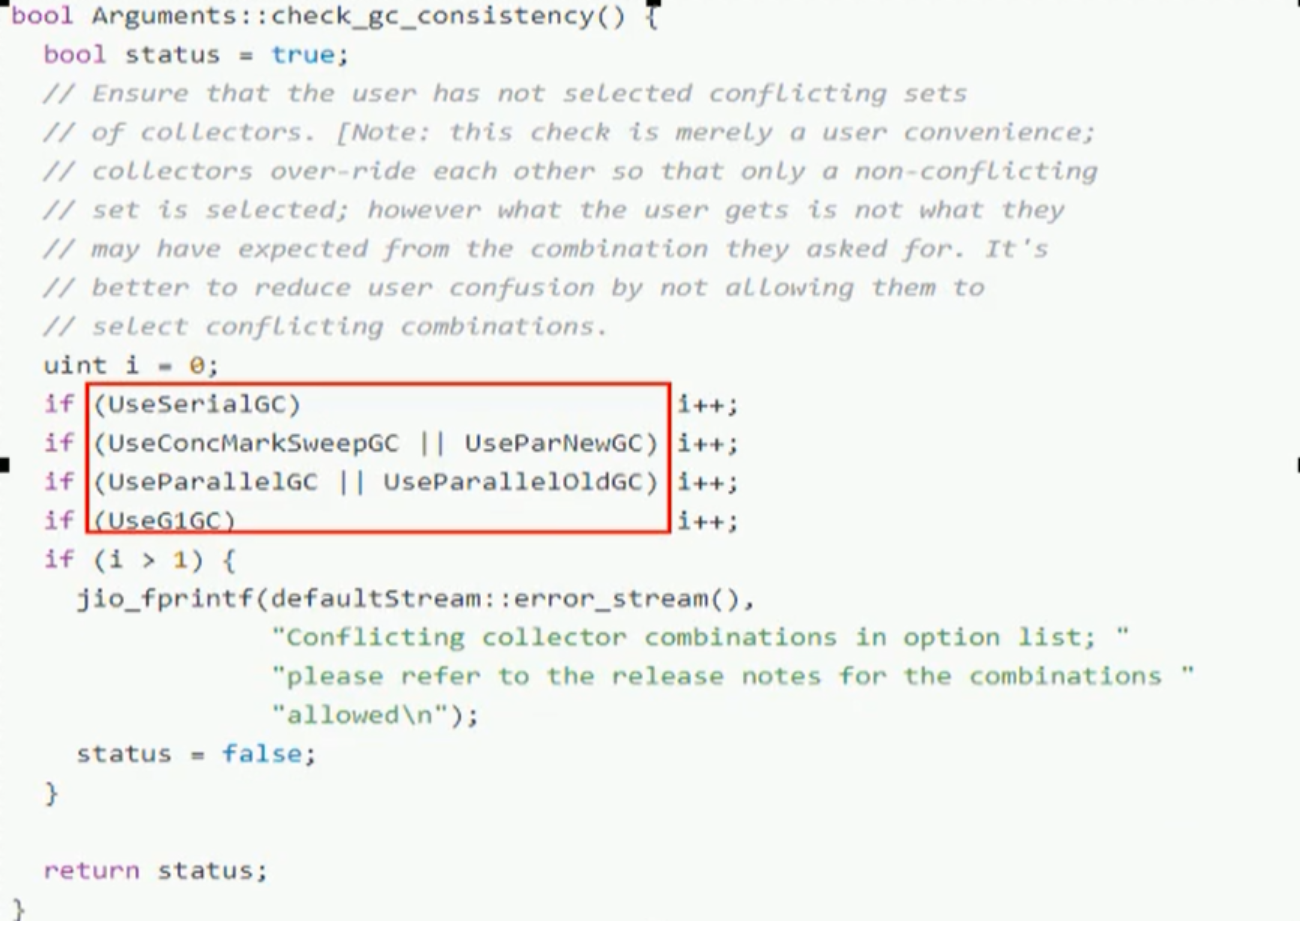 bool Arguments::check_gc_consistency() {
  bool status = true;
  // Ensure that the user has not selected conflicting sets
  // of collectors. [Note: this check is merely a user convenience;
  // collectors over-ride each other so that only a non-conflicting
  // set is selected; however what the user gets is not what they
  // may have expected from the combination they asked for. It's
  // better to reduce user confusion by not allowing them to
  // select conflicting combinations.
  uint i = 0;
  if (UseSerialGC)                       i++;
  if (UseConcMarkSweepGC || UseParNewGC) i++;
  if (UseParallelGC || UseParallelOldGC) i++;
  if (UseG1GC)                           i++;
  if (i > 1) {
    jio_fprintf(defaultStream::error_stream(),
                "Conflicting collector combinations in option list; "
                "please refer to the release notes for the combinations "
                "allowed\n");
    status = false;
  }

  return status;
}